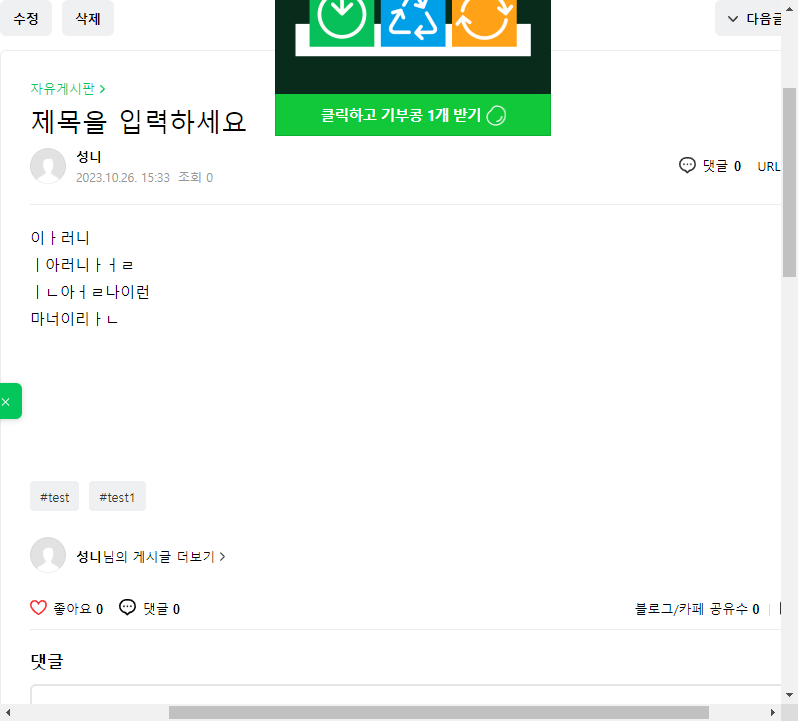 수정 삭제 다음글
클릭하고 기부콩 1개 받기
자유게시판 >
제목을 입력하세요
성니
2023.10.26. 15:33 조회 0
댓글 0 URL
이ㅏ러니
ㅣ아러니ㅏㅓㄹ
ㅣㄴ아ㅓㄹ나이런
마너이리ㅏㄴ
#test #test1
성니님의 게시글 더보기 >
좋아요 0 댓글 0 블로그/카페 공유수 0
댓글